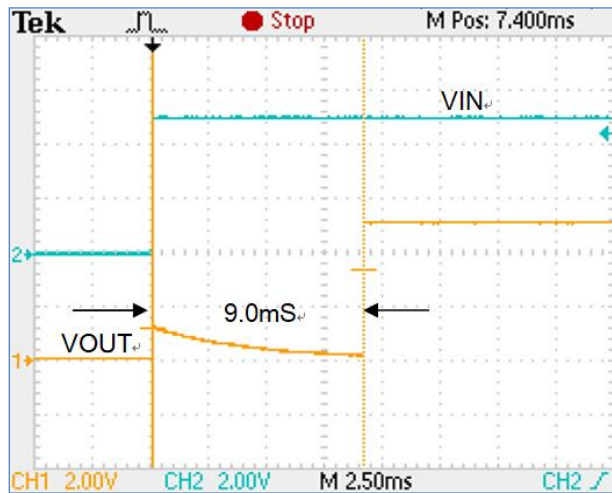 Tek Stop M Pos: 7.400ms
VIN
2
9.0mS
VOUT
1
CH1 2.00V CH2 2.00V M 2.50ms CH2